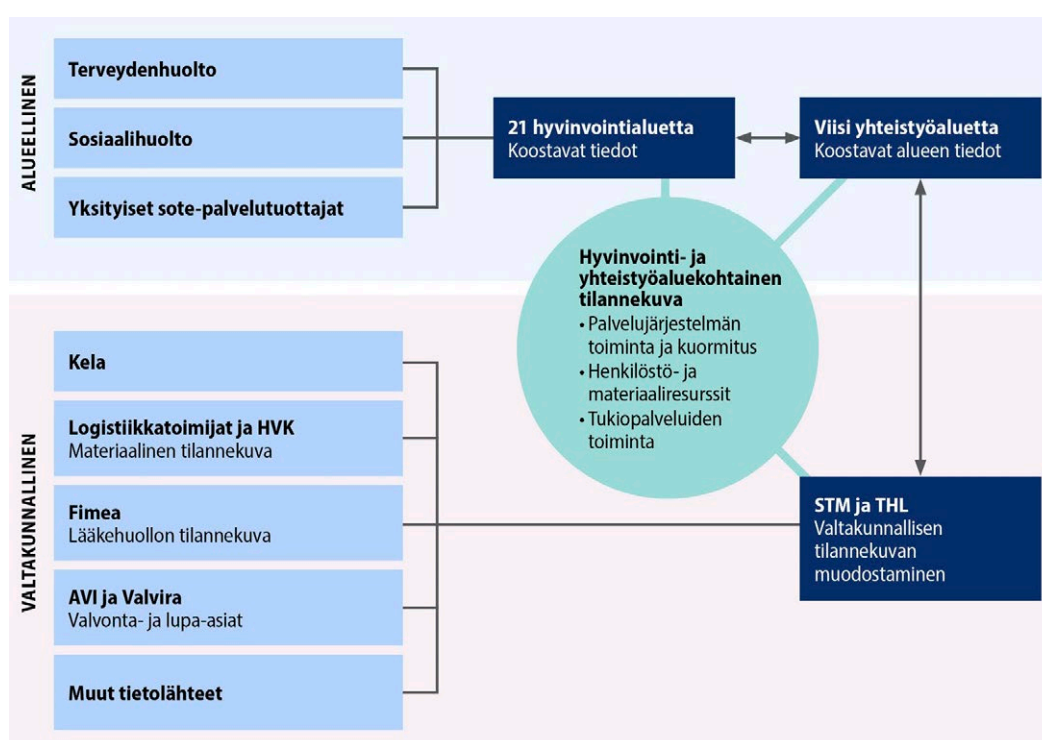 ALUEELLINEN
Terveydenhuolto
Sosiaalihuolto
Yksityiset sote-palvelutuottajat
21 hyvinvointialuetta
Koostavat tiedot
Viisi yhteistyöaluetta
Koostavat alueen tiedot
Hyvinvointi- ja
yhteistyöaluekohtainen
tilannekuva
• Palvelujärjestelmän
toiminta ja kuormitus
• Henkilöstö- ja
materiaaliresurssit
• Tukiopalveluiden
toiminta
VALTAKUNNALLINEN
Kela
Logistiikkatoimijat ja HVK
Materiaalinen tilannekuva
Fimea
Lääkehuollon tilannekuva
AVI ja Valvira
Valvonta- ja lupa-asiat
Muut tietolähteet
STM ja THL
Valtakunnallisen
tilannekuvan
muodostaminen